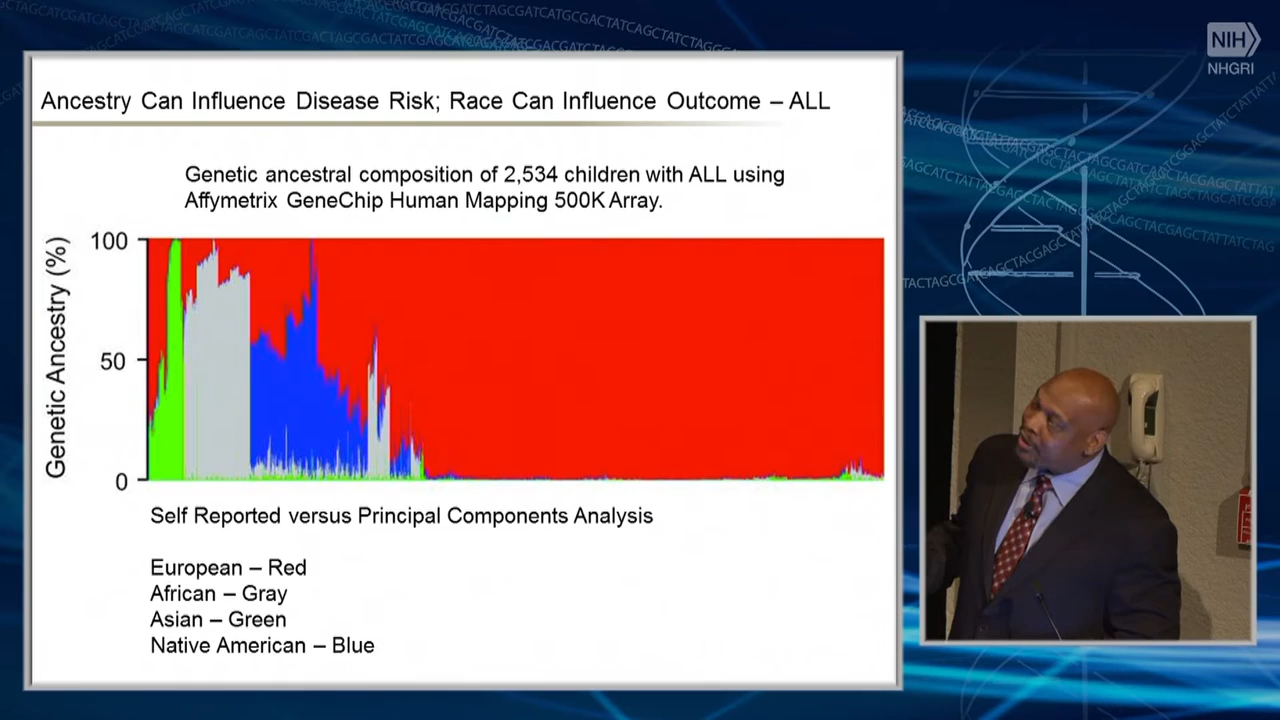 NIH
NHGRI
Ancestry Can Influence Disease Risk; Race Can Influence Outcome – ALL
Genetic ancestral composition of 2,534 children with ALL using
Affymetrix GeneChip Human Mapping 500K Array.
Genetic Ancestry (%)
100
50
0
Self Reported versus Principal Components Analysis
European – Red
African – Gray
Asian – Green
Native American – Blue